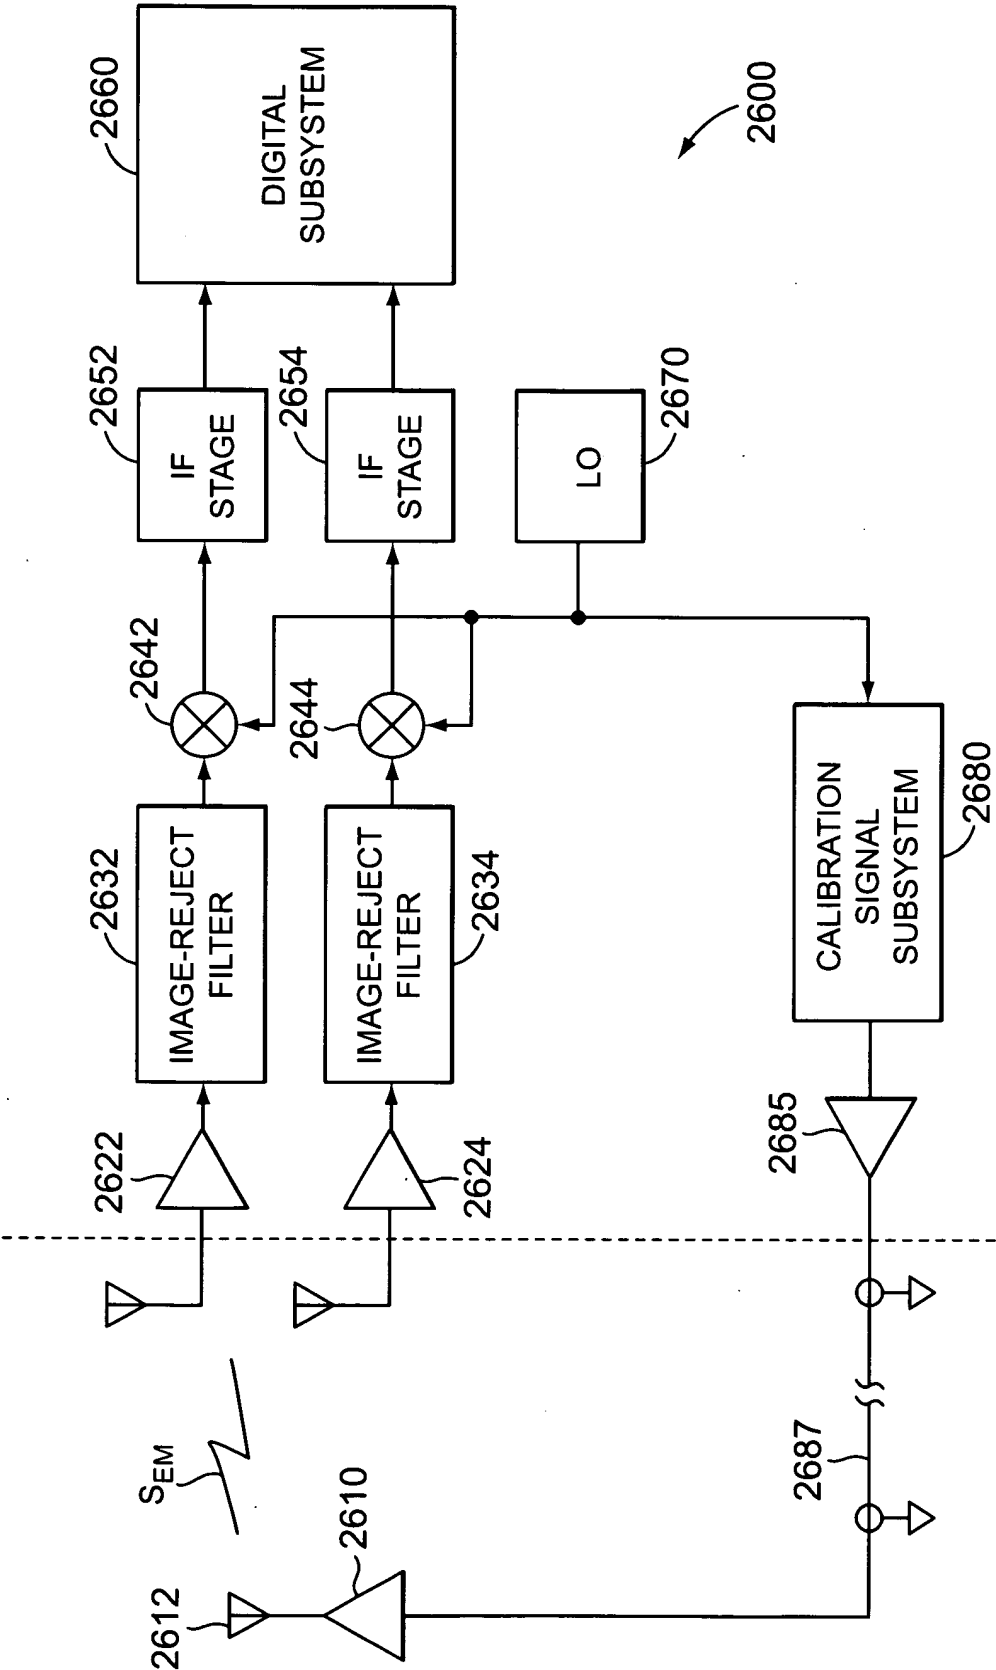 2600
2612
2610
SEM
2622
2624
IMAGE-REJECT
FILTER
2632
IMAGE-REJECT
FILTER
2634
2642
2644
IF
STAGE
2652
IF
STAGE
2654
DIGITAL
SUBSYSTEM
2660
LO
2670
CALIBRATION
SIGNAL
SUBSYSTEM
2680
2685
2687